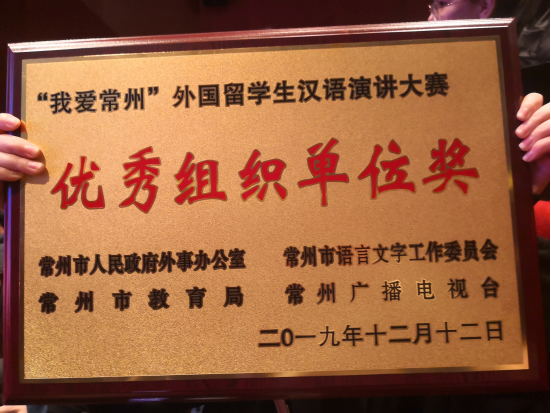 “我爱常州”外国留学生汉语演讲大赛
优秀组织单位奖
常州市人民政府外事办公室 常州市语言文字工作委员会
常州市教育局 常州广播电视台
二〇一九年十二月十二日